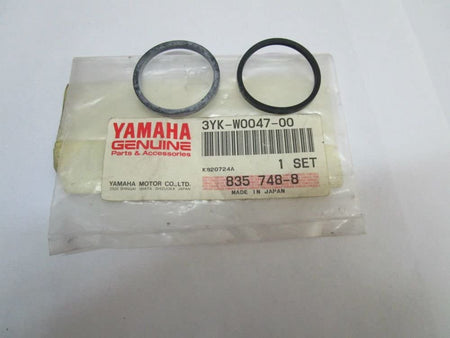 3YK-W0047-00
YAMAHA
GENUINE
Parts & Accessories
1 SET
K920724A
YAMAHA MOTOR CO., LTD.
835 748-8
MADE IN JAPAN